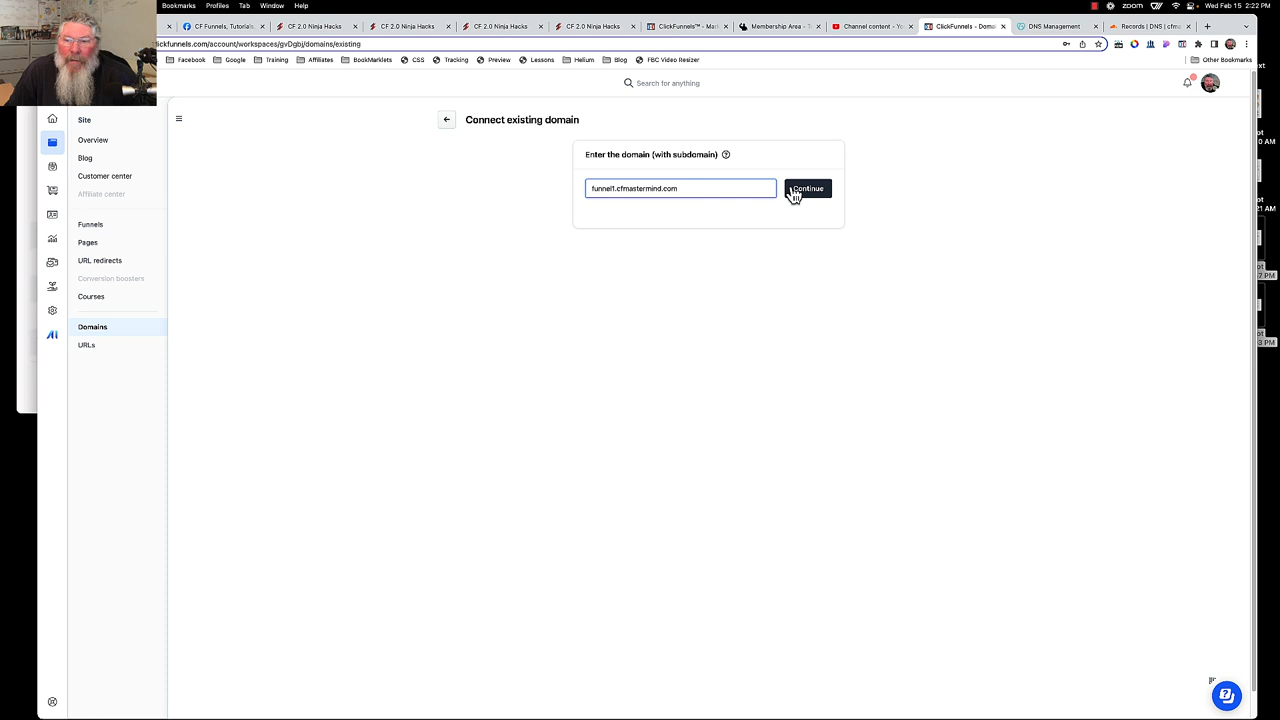 Bookmarks Profiles Tab Window Help
zoom
Wed Feb 15 2:22 PM
CF Funnels, Tutorials
CF 2.0 Ninja Hacks
CF 2.0 Ninja Hacks
CF 2.0 Ninja Hacks
CF 2.0 Ninja Hacks
ClickFunnels™ - Mar
Membership Area - T
Channel content - Yo
ClickFunnels - Doma
DNS Management
Records | DNS | cfma
lickfunnels.com/account/workspaces/gvDgbj/domains/existing
Facebook
Google
Training
Affiliates
BookMarklets
CSS
Tracking
Preview
Lessons
Helium
Blog
FBC Video Resizer
Other Bookmarks
Search for anything
Site
Overview
Blog
Customer center
Affiliate center
Funnels
Pages
URL redirects
Conversion boosters
Courses
Domains
URLs
Connect existing domain
Enter the domain (with subdomain)
funnel1.cfmastermind.com
Continue